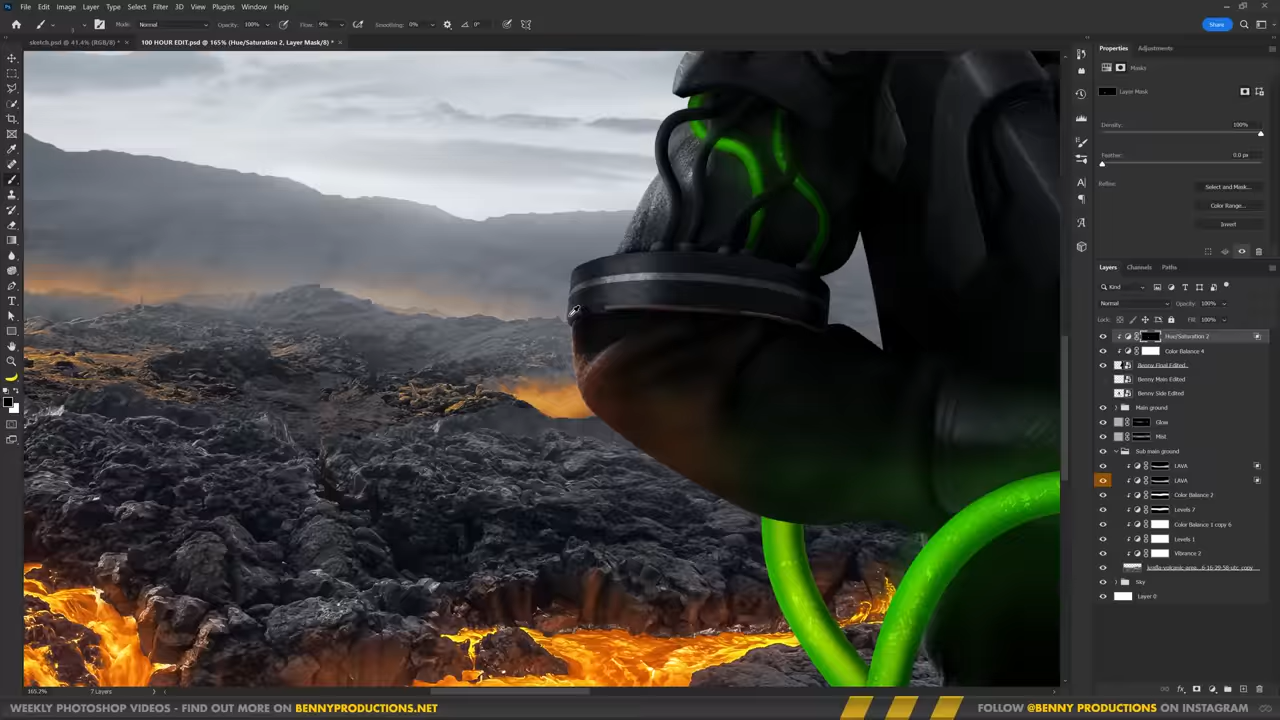 File Edit Image Layer Type Select Filter 3D View Plugins Window Help
Mode: Normal Opacity: 100% Flow: 9% Smoothing: 0% 0° Share
sketch.psd @ 41.4% (RGB/8) * × 100 HOUR EDIT.psd @ 165% (Hue/Saturation 2, Layer Mask/8) * ×
Properties Adjustments
Masks
Layer Mask
Density: 100%
Feather: 0.0 px
Refine: Select and Mask...
Color Range...
Invert
Layers Channels Paths
Kind
Normal Opacity: 100%
Lock: Fill: 100%
Hue/Saturation 2
Color Balance 4
Benny Final Edited
Benny Main Edited
Benny Side Edited
Main ground
Glow
Mist
Sub main ground
LAVA
LAVA
Color Balance 2
Levels 7
Color Balance 1 copy 6
Levels 1
Vibrance 2
Sky
Layer 0
165.2% 7 Layers
WEEKLY PHOTOSHOP VIDEOS - FIND OUT MORE ON BENNYPRODUCTIONS.NET
FOLLOW @BENNY PRODUCTIONS ON INSTAGRAM